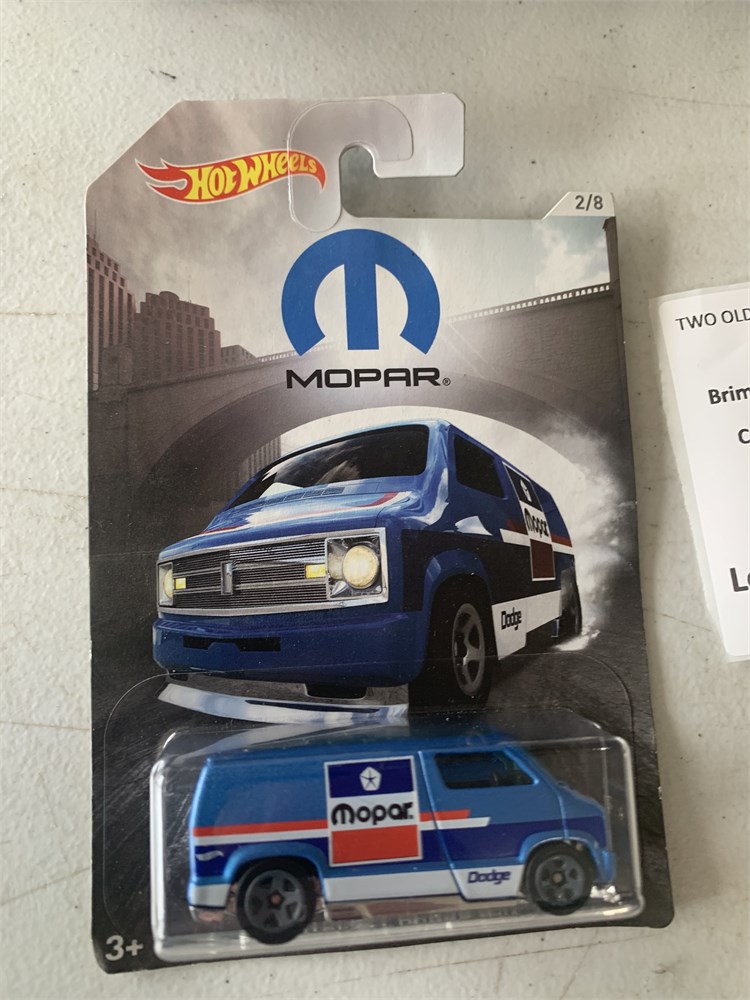 HOT WHEELS
2/8
MOPAR®
TWO OLD
Brim
C
Lo
Mopar
Dodge
Mopar
Dodge
3+